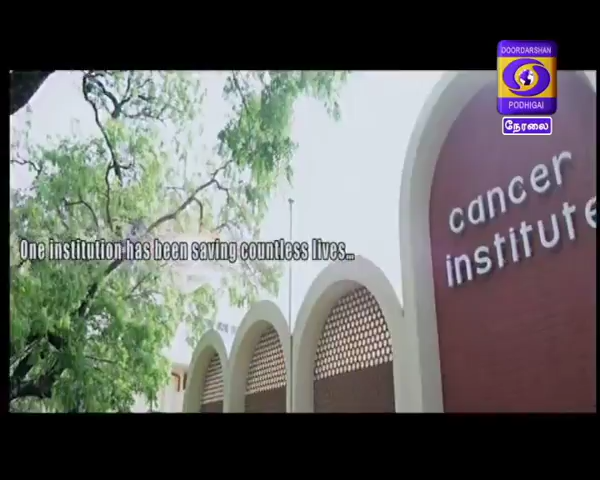 DOORDARSHAN
PODHIGAI
நேரலை
cancer
institute
One institution has been saving countless lives...